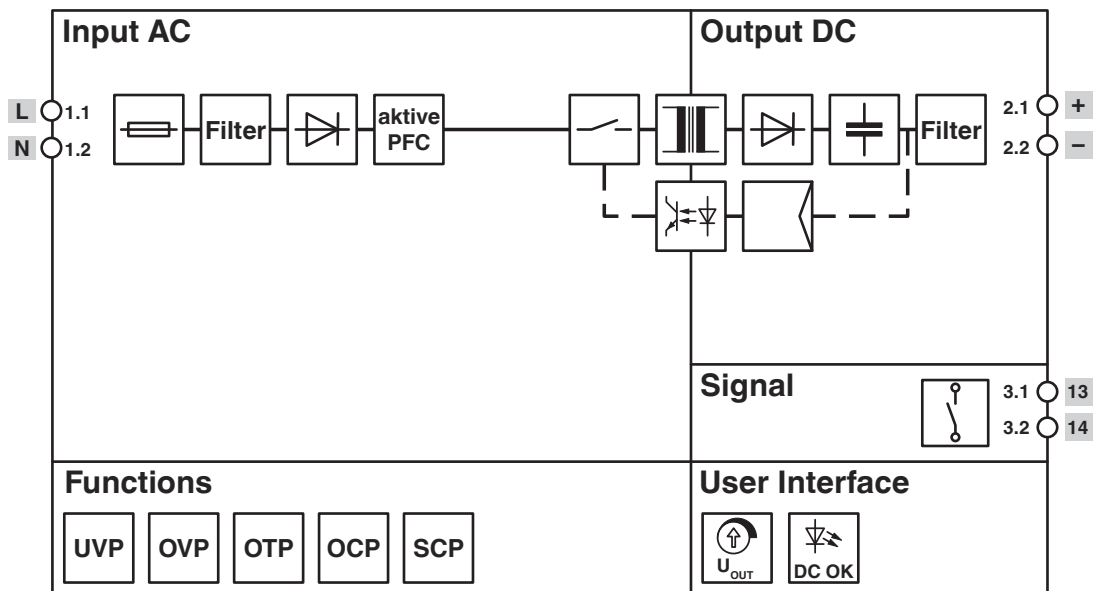 Input AC
Output DC
L
1.1
N
1.2
Filter
aktive
PFC
Filter
2.1
+
2.2
−
Signal
3.1
13
3.2
14
Functions
UVP
OVP
OTP
OCP
SCP
User Interface
UOUT
DC OK